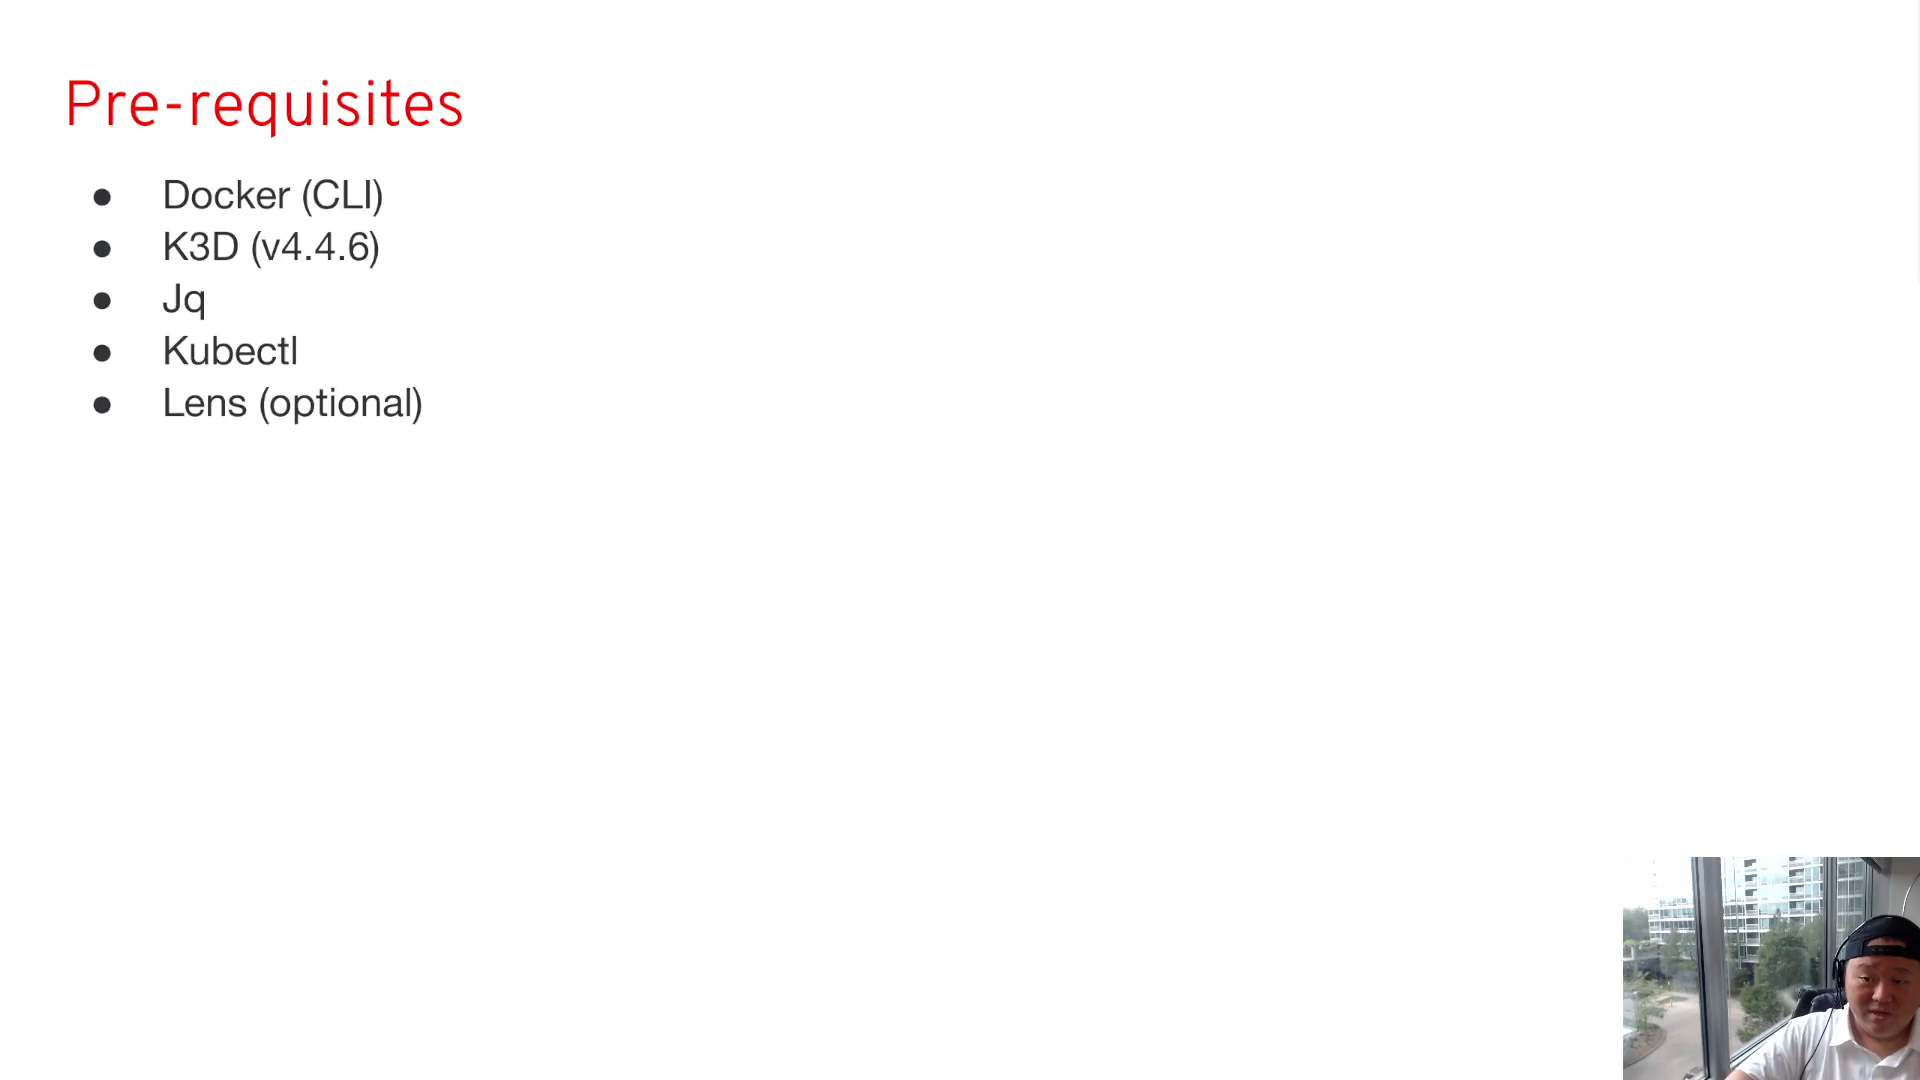 Pre-requisites
● Docker (CLI)
● K3D (v4.4.6)
● Jq
● Kubectl
● Lens (optional)